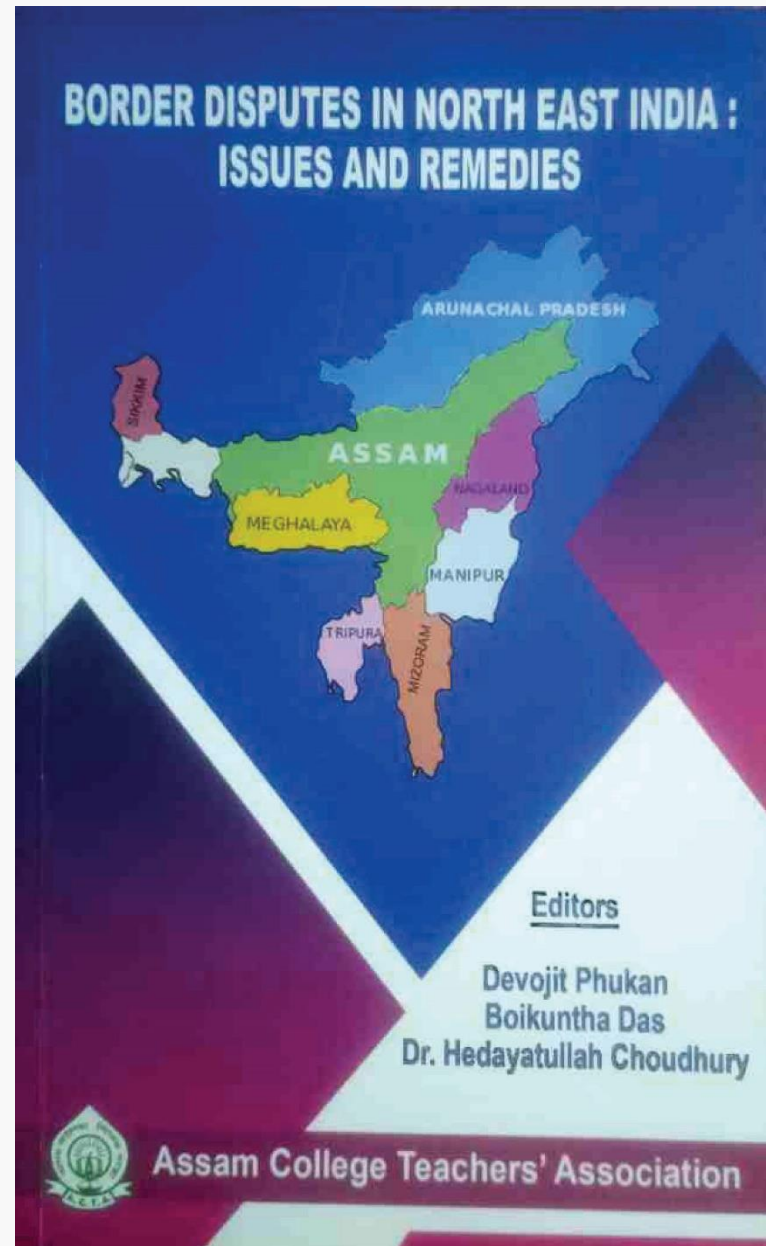 BORDER DISPUTES IN NORTH EAST INDIA :
ISSUES AND REMEDIES
ARUNACHAL PRADESH
SIKKIM
ASSAM
NAGALAND
MEGHALAYA
MANIPUR
TRIPURA
MIZORAM
Editors
Devojit Phukan
Boikuntha Das
Dr. Hedayatullah Choudhury
A.C.T.A.
Assam College Teachers' Association